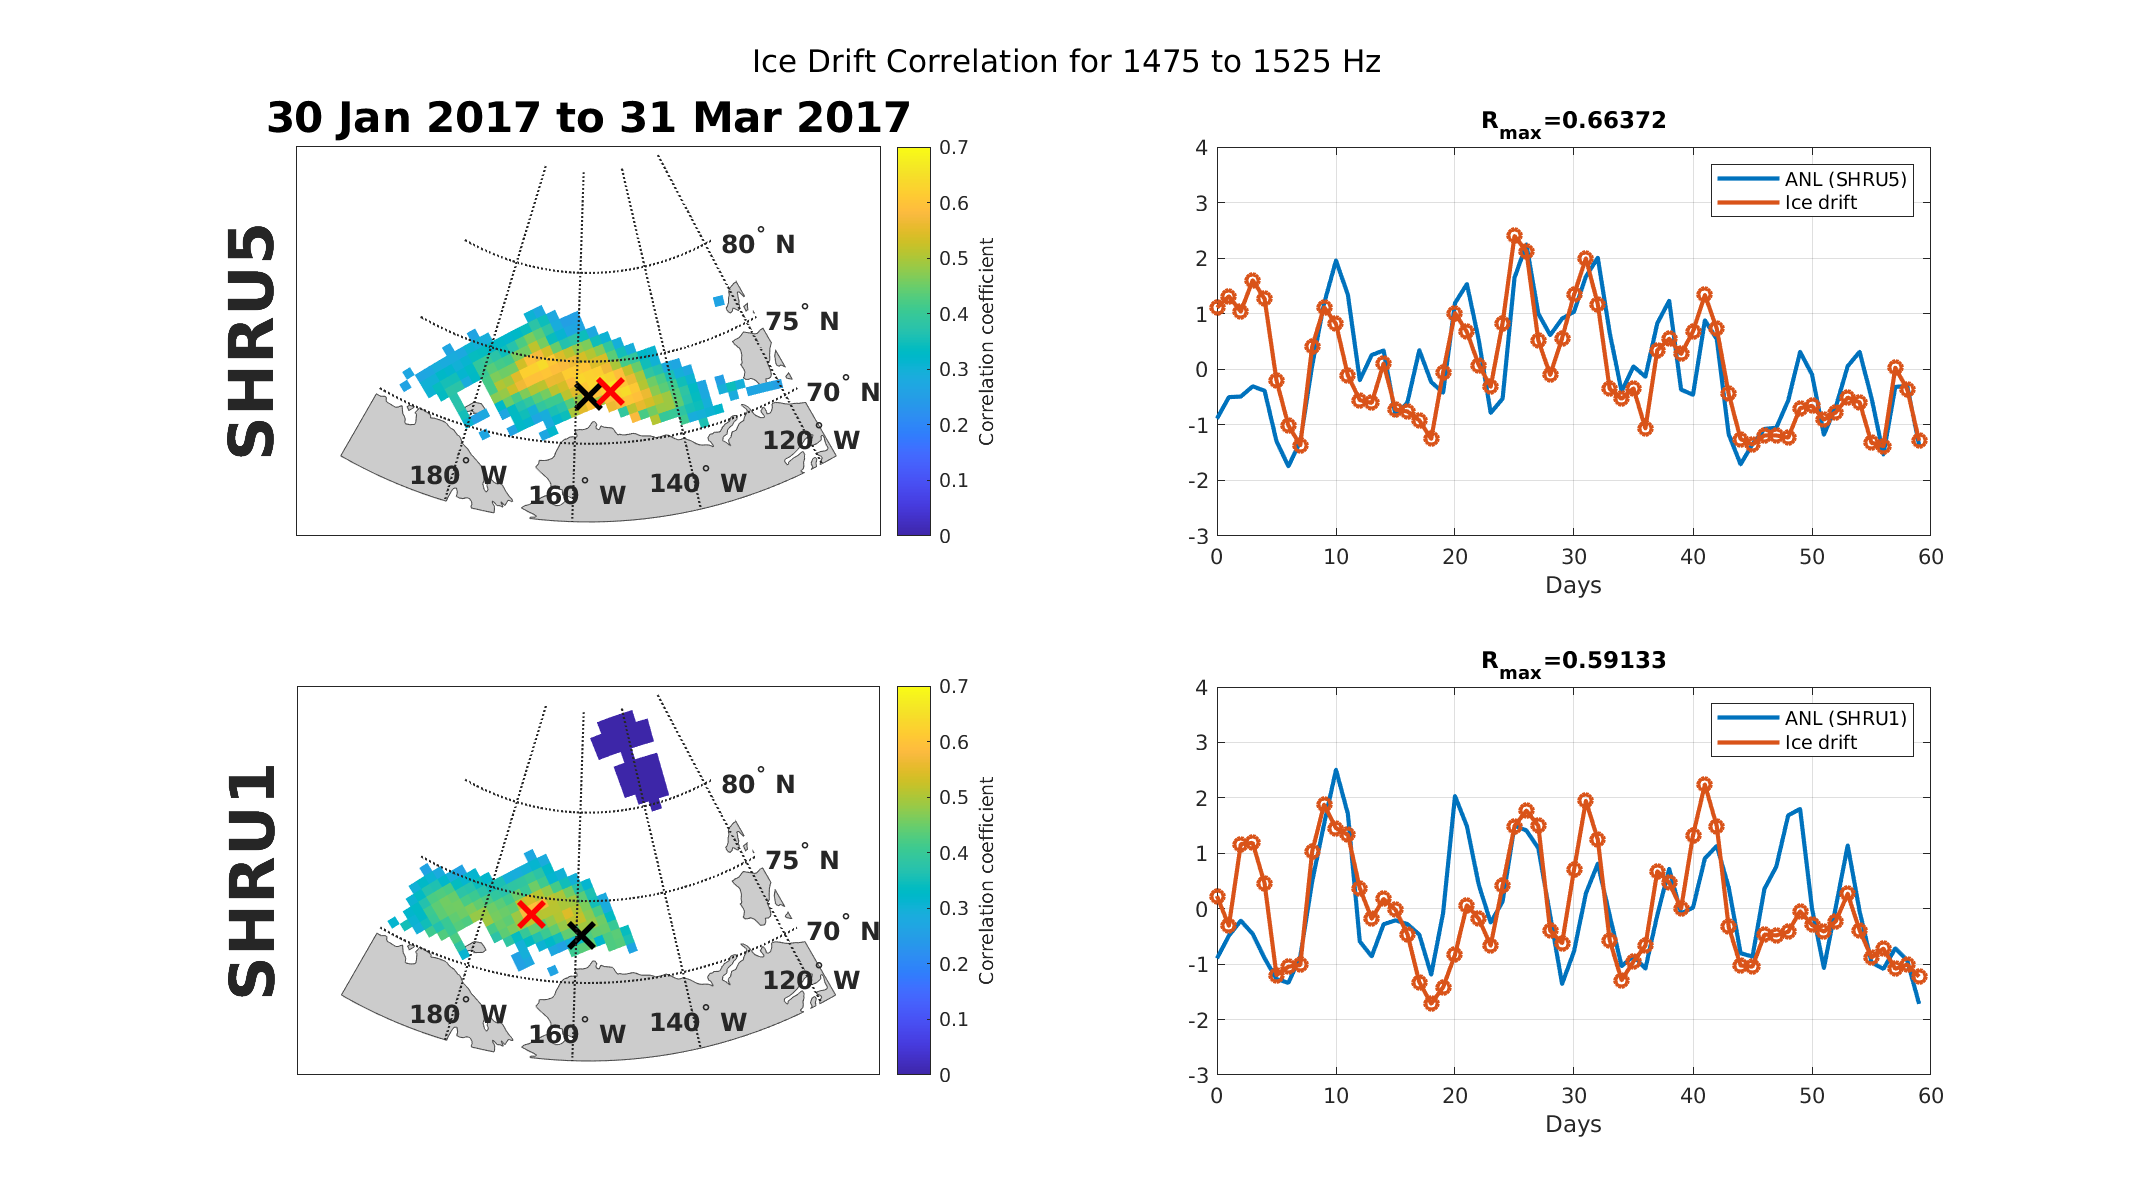 Ice Drift Correlation for 1475 to 1525 Hz
30 Jan 2017 to 31 Mar 2017
SHRU5
80° N
75° N
70° N
120° W
180° W
160° W
140° W
0.7
0.6
0.5
0.4
0.3
0.2
0.1
0
Correlation coefficient
Rmax=0.66372
4
3
2
1
0
-1
-2
-3
ANL (SHRU5)
Ice drift
0 10 20 30 40 50 60
Days
SHRU1
80° N
75° N
70° N
120° W
180° W
160° W
140° W
0.7
0.6
0.5
0.4
0.3
0.2
0.1
0
Correlation coefficient
Rmax=0.59133
4
3
2
1
0
-1
-2
-3
ANL (SHRU1)
Ice drift
0 10 20 30 40 50 60
Days